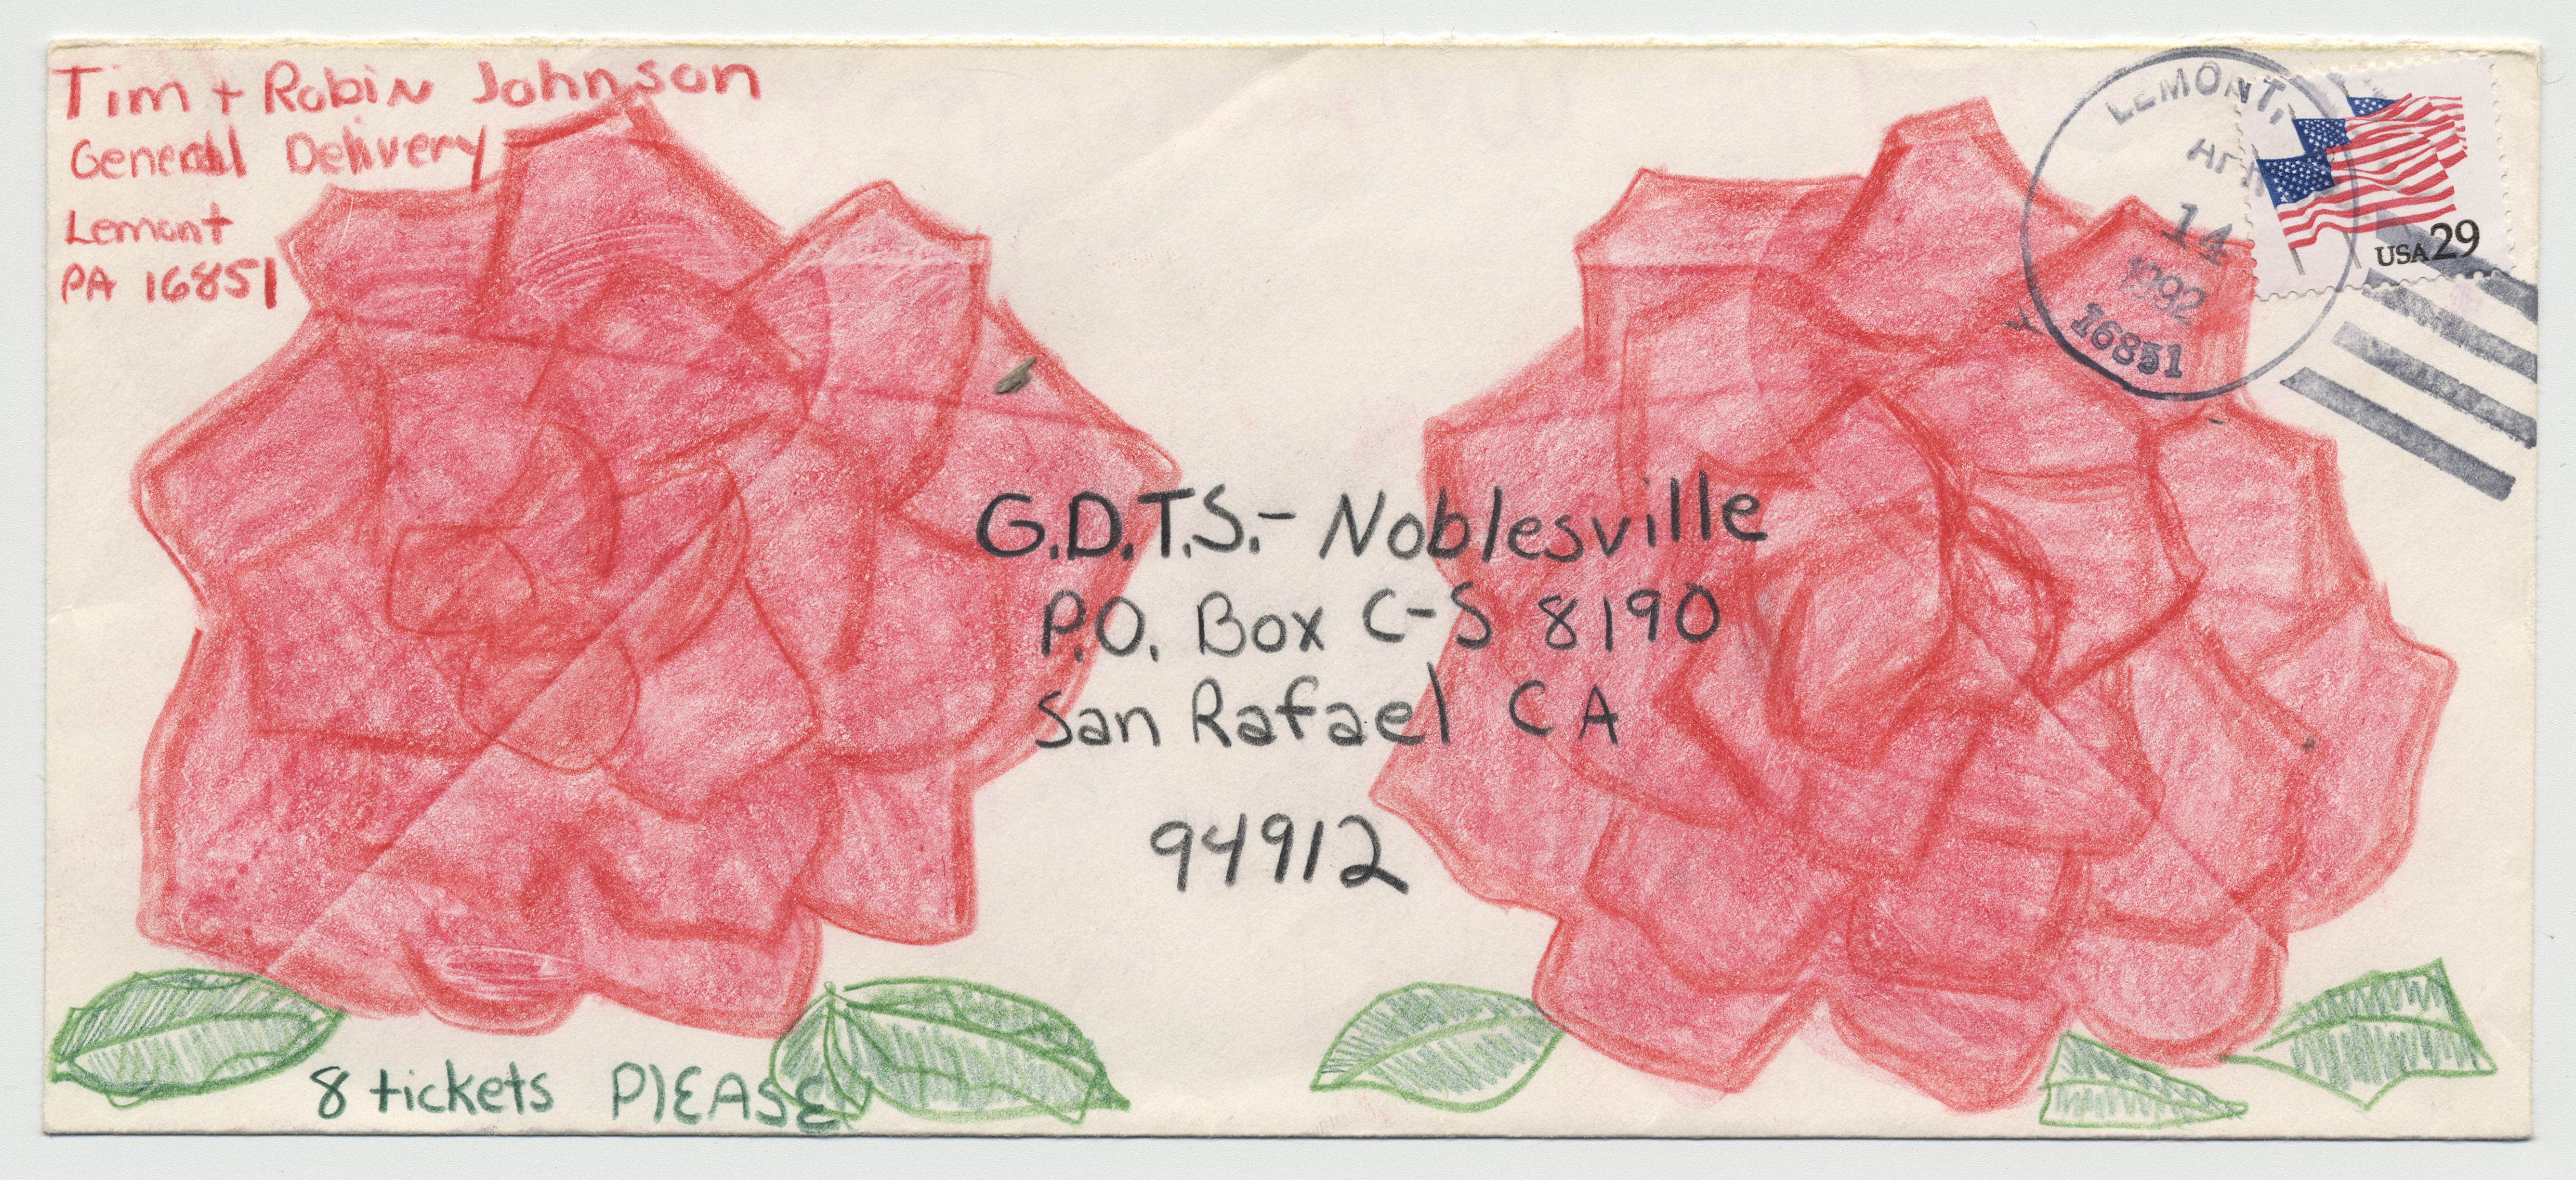 Tim + Robin Johnson
General Delivery
Lemont
PA 16851
LEMONT,
14
1992
16851
USA 29
G.D.T.S.- Noblesville
P.O. Box C-S 8190
San Rafael CA
94912
8 tickets PlEASE